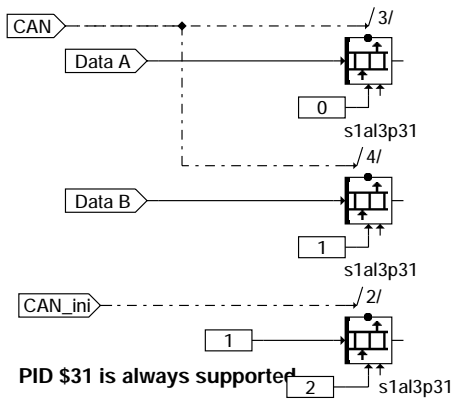 CAN
/3/
Data A
0
s1al3p31
/4/
Data B
1
s1al3p31
/2/
CAN_ini
1
PID $31 is always supported
2
s1al3p31